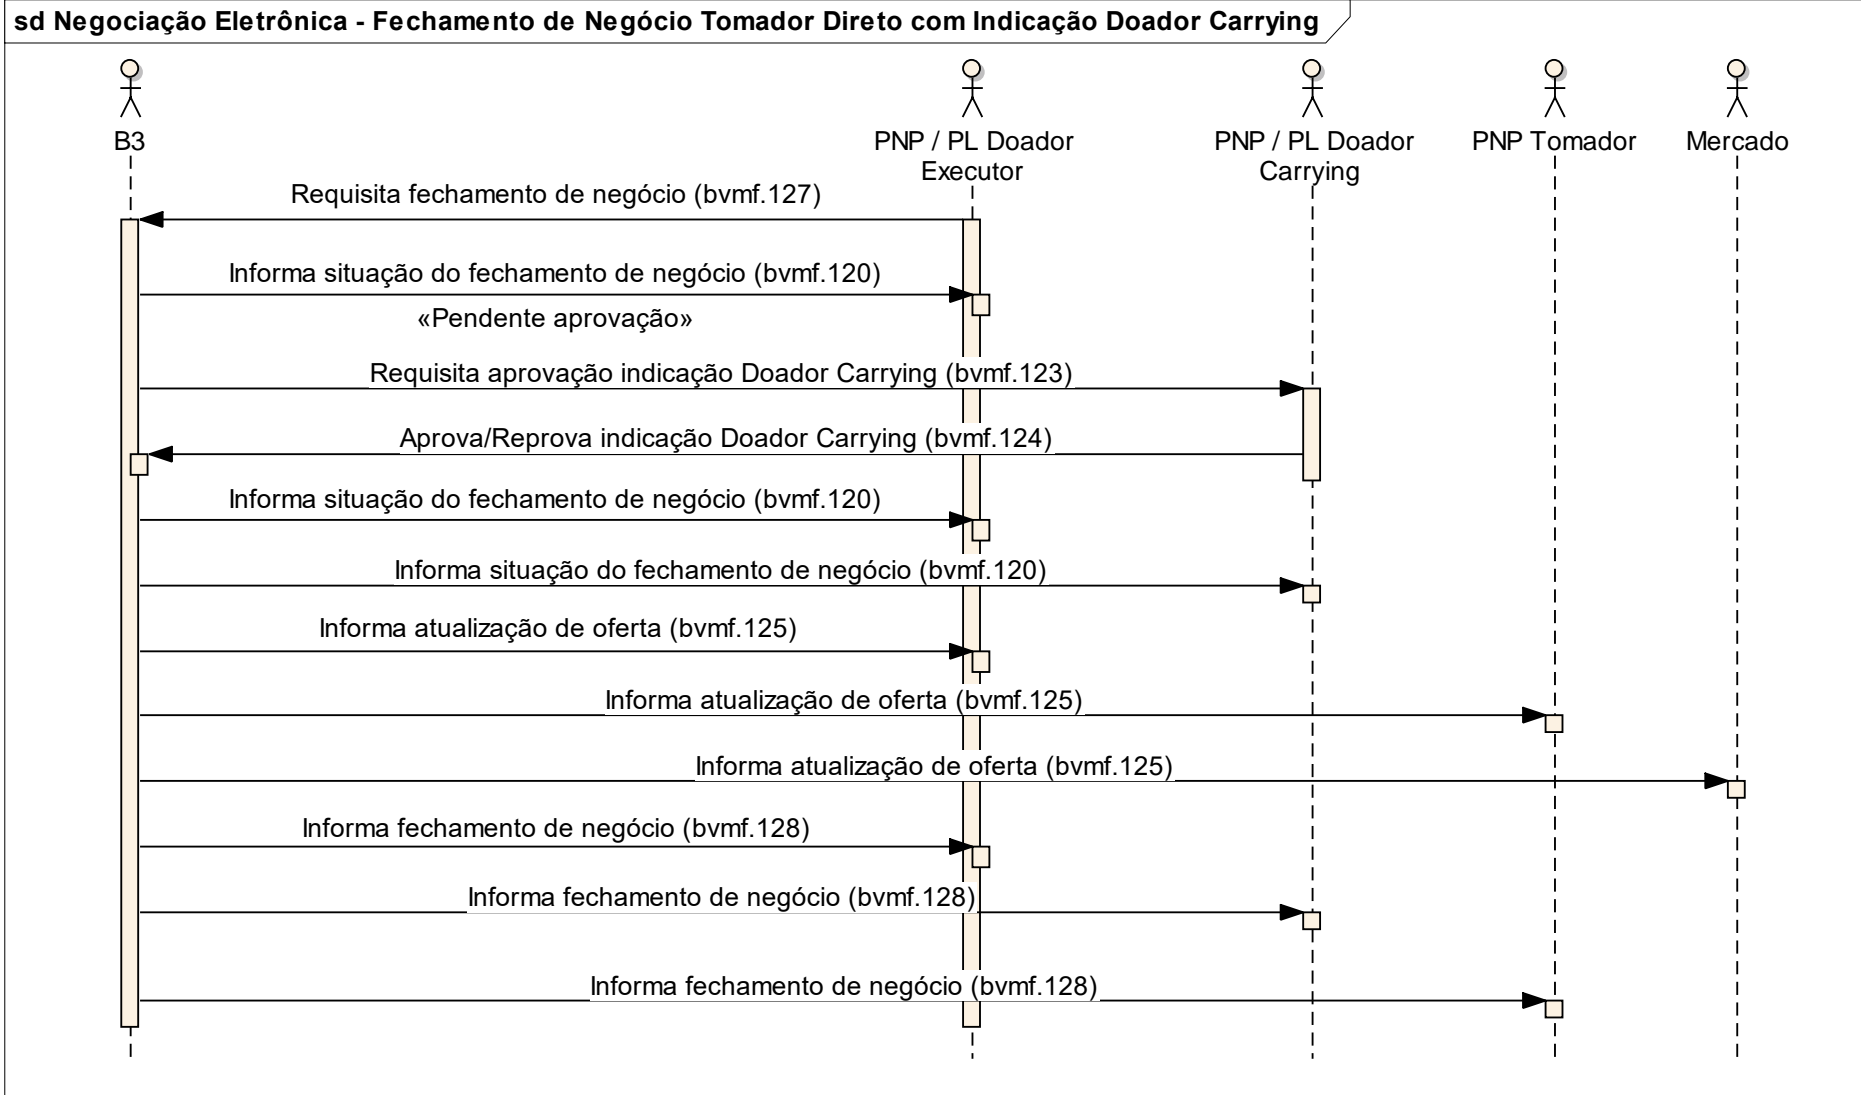 sd Negociação Eletrônica - Fechamento de Negócio Tomador Direto com Indicação Doador Carrying
B3
PNP / PL Doador
Executor
PNP / PL Doador
Carrying
PNP Tomador
Mercado
Requisita fechamento de negócio (bvmf.127)
Informa situação do fechamento de negócio (bvmf.120)
«Pendente aprovação»
Requisita aprovação indicação Doador Carrying (bvmf.123)
Aprova/Reprova indicação Doador Carrying (bvmf.124)
Informa situação do fechamento de negócio (bvmf.120)
Informa situação do fechamento de negócio (bvmf.120)
Informa atualização de oferta (bvmf.125)
Informa atualização de oferta (bvmf.125)
Informa atualização de oferta (bvmf.125)
Informa fechamento de negócio (bvmf.128)
Informa fechamento de negócio (bvmf.128)
Informa fechamento de negócio (bvmf.128)